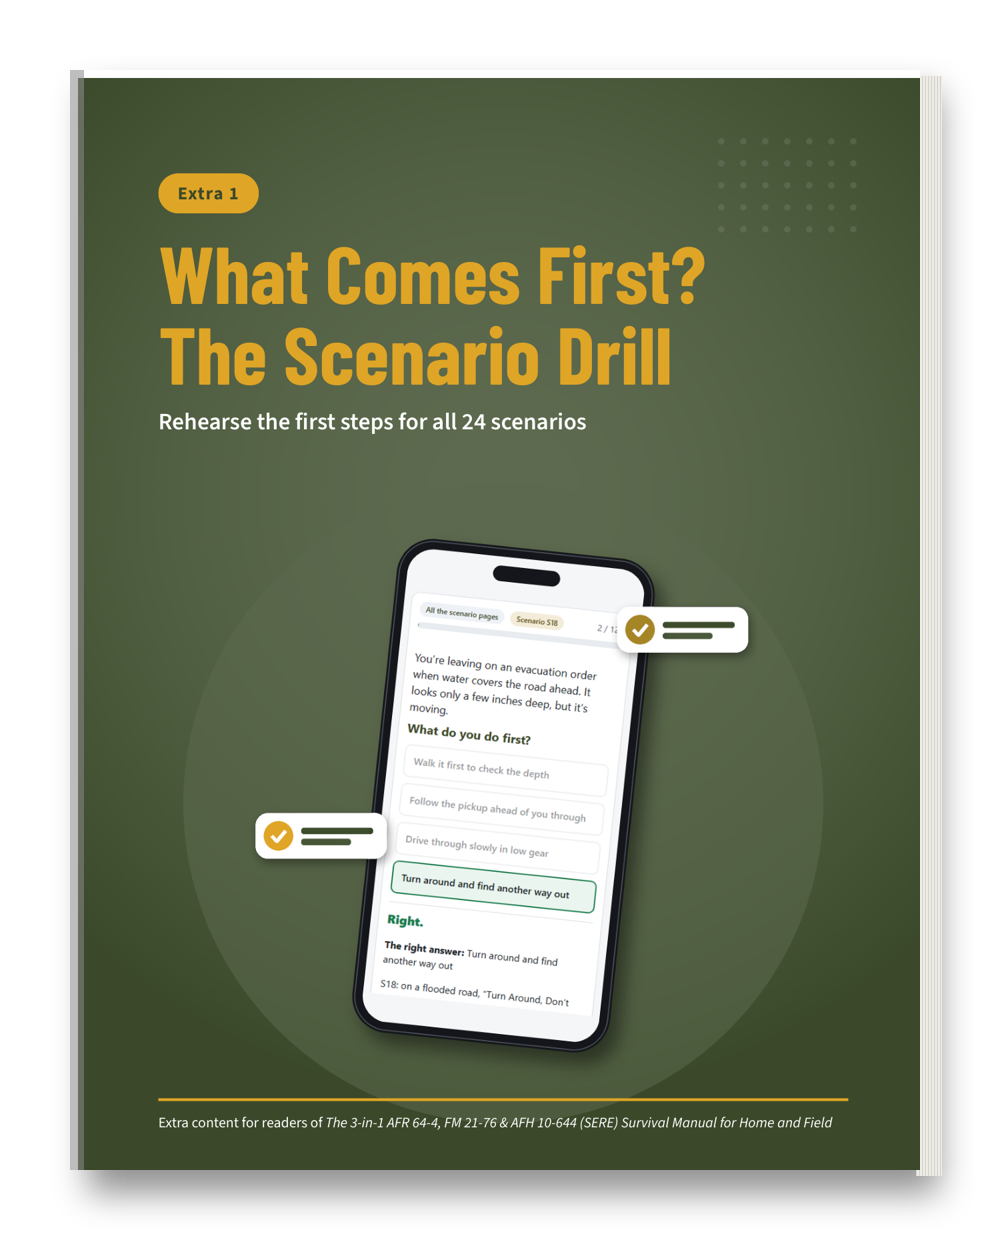 Extra 1
What Comes First?
The Scenario Drill
Rehearse the first steps for all 24 scenarios
All the scenario pages
Scenario S18
2 / 12
You're leaving on an evacuation order
when water covers the road ahead. It
looks only a few inches deep, but it's
moving.
What do you do first?
Walk it first to check the depth
Follow the pickup ahead of you through
Drive through slowly in low gear
Turn around and find another way out
Right.
The right answer: Turn around and find
another way out
S18: on a flooded road, "Turn Around, Don't
Extra content for readers of The 3-in-1 AFR 64-4, FM 21-76 & AFH 10-644 (SERE) Survival Manual for Home and Field